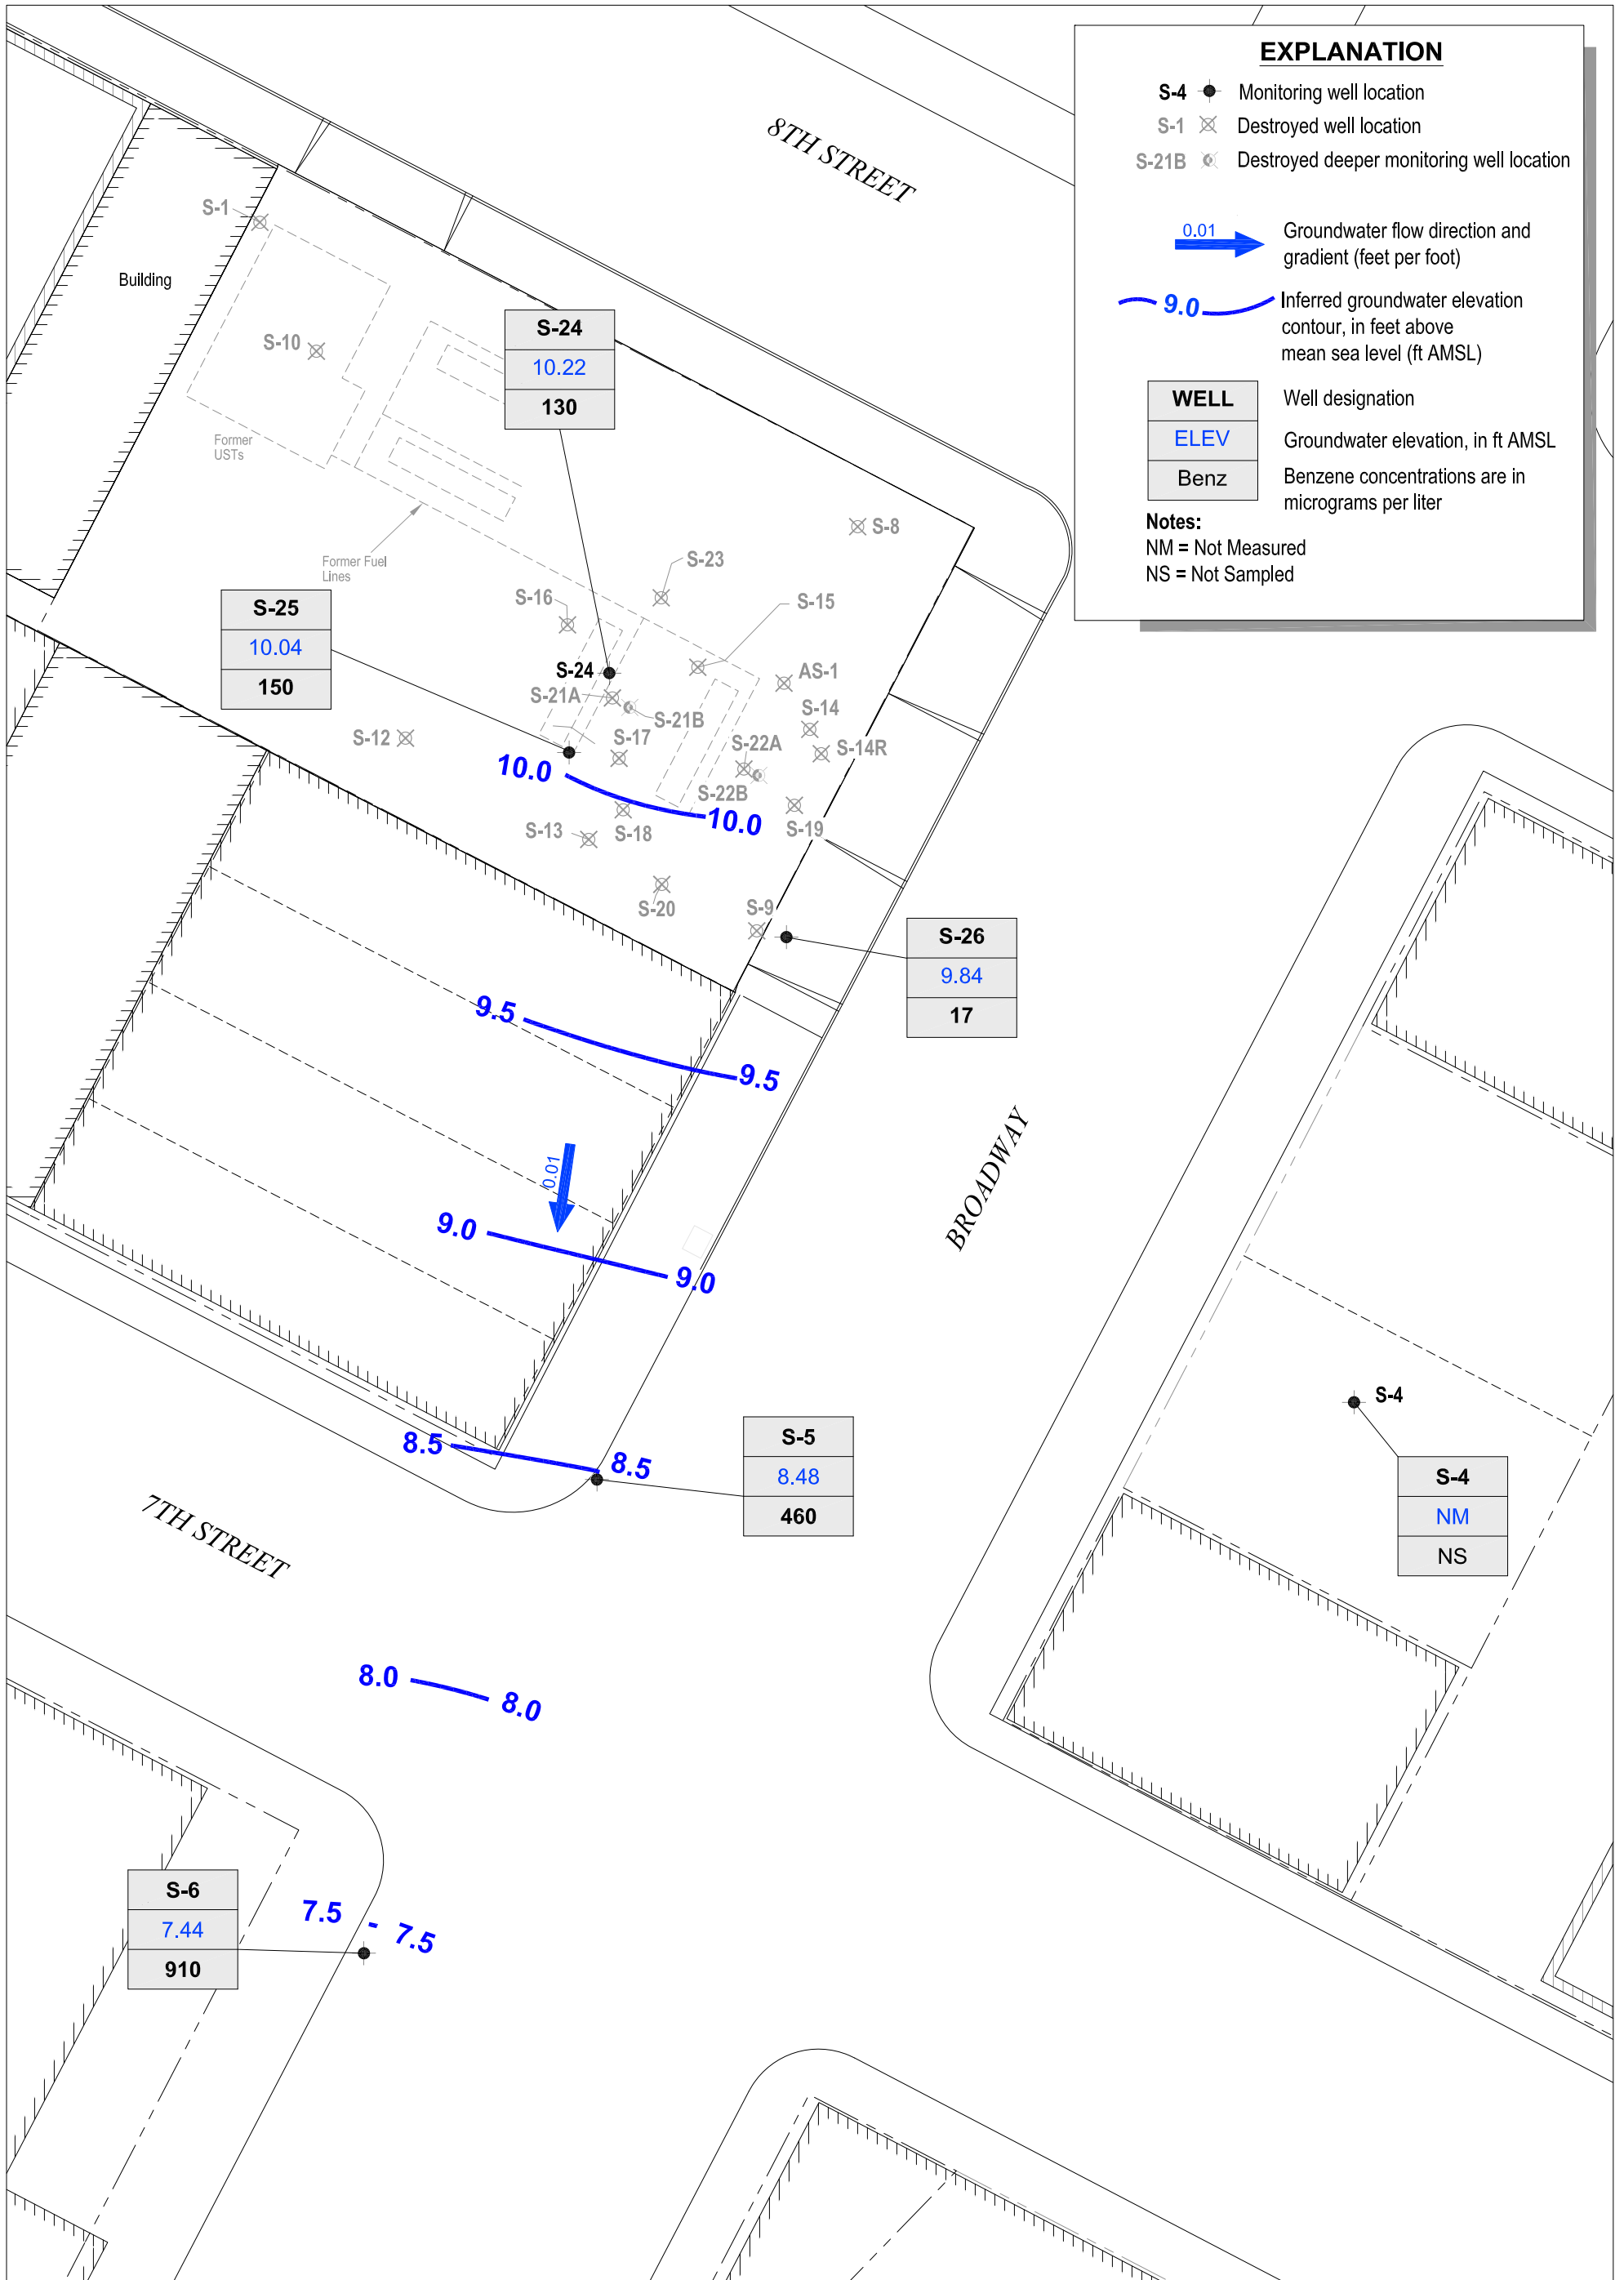 EXPLANATION
S-4 Monitoring well location
S-1 Destroyed well location
S-21B Destroyed deeper monitoring well location
0.01
Groundwater flow direction and
gradient (feet per foot)
9.0
Inferred groundwater elevation
contour, in feet above
mean sea level (ft AMSL)
WELL Well designation
ELEV Groundwater elevation, in ft AMSL
Benz Benzene concentrations are in
micrograms per liter
Notes:
NM = Not Measured
NS = Not Sampled
8TH STREET
S-1
Building
S-10
Former
USTs
S-24
10.22
130
Former Fuel
Lines
S-8
S-23
S-16
S-15
S-25
10.04
150
S-24
AS-1
S-21A
S-21B
S-14
S-12
S-17
S-22A
S-14R
10.0
S-22B
10.0
S-19
S-13
S-18
S-20
S-9
S-26
9.84
17
9.5
9.5
BROADWAY
0.01
9.0
9.0
S-4
8.5
8.5
S-5
8.48
460
S-4
NM
NS
7TH STREET
8.0
8.0
S-6
7.44
910
7.5 - 7.5